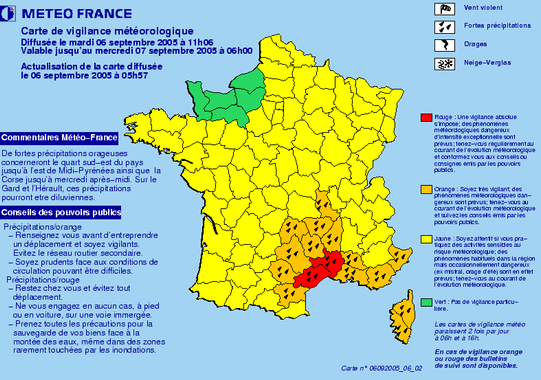 METEO FRANCE
Carte de vigilance météorologique
Diffusée le mardi 06 septembre 2005 à 11h06
Valable jusqu'au mercredi 07 septembre 2005 à 06h00
Actualisation de la carte diffusée
le 06 septembre 2005 à 05h57
Commentaires Météo-France
De fortes précipitations orageuses
concerneront le quart sud-est du pays
jusqu'à l'est de Midi-Pyrénées ainsi que la
Corse jusqu'à mercredi après-midi. Sur le
Gard et l'Hérault, ces précipitations
pourront etre diluviennes.
Conseils des pouvoirs publics
Précipitations/orage
- Renseignez vous avant d'entreprendre
un déplacement et soyez vigilants.
Evitez le réseau routier secondaire.
- Soyez prudents face aux conditions de
circulation pouvant être difficiles.
Précipitations/rouge
- Restez chez vous et évitez tout
déplacement.
- Ne vous engagez en aucun cas, à pied
ou en voiture, sur une voie immergée.
- Prenez toutes les précautions pour la
sauvegarde de vos biens face à la
montée des eaux, même dans des zones
rarement touchées par les inondations.
Vent violent
Fortes précipitations
Orages
Neige-Verglas
Rouge : Une vigilance absolue
s'impose; des phénomènes
météorologiques dangereux
d'intensité exceptionnelle sont
prévus; tenez-vous régulièrement au
courant de l'évolution météorologique
et conformez vous aux conseils ou
consignes émis par les pouvoirs
publics.
Orange : Soyez très vigilant; des
phénomènes météorologiques dan-
gereux sont prévus; tenez-vous au
courant de l'évolution météorologique
et suivez les conseils émis par les
pouvoirs publics.
Jaune : Soyez attentif si vous pra-
tiquez des activités sensibles au
risque météorologique; des
phénomènes habituels dans la région
mais occasionnellement dangereux
(ex mistral, orage d'été) sont en effet
prévus; tenez-vous au courant de
l'évolution météorologique.
Vert : Pas de vigilance particu-
lière.
Les cartes de vigilance météo
paraissent 2 fois par jour
à 06h et à 16h.
En cas de vigilance orange
ou rouge des bulletins
de suivi sont disponibles.
Carte n° 06092005_06_02